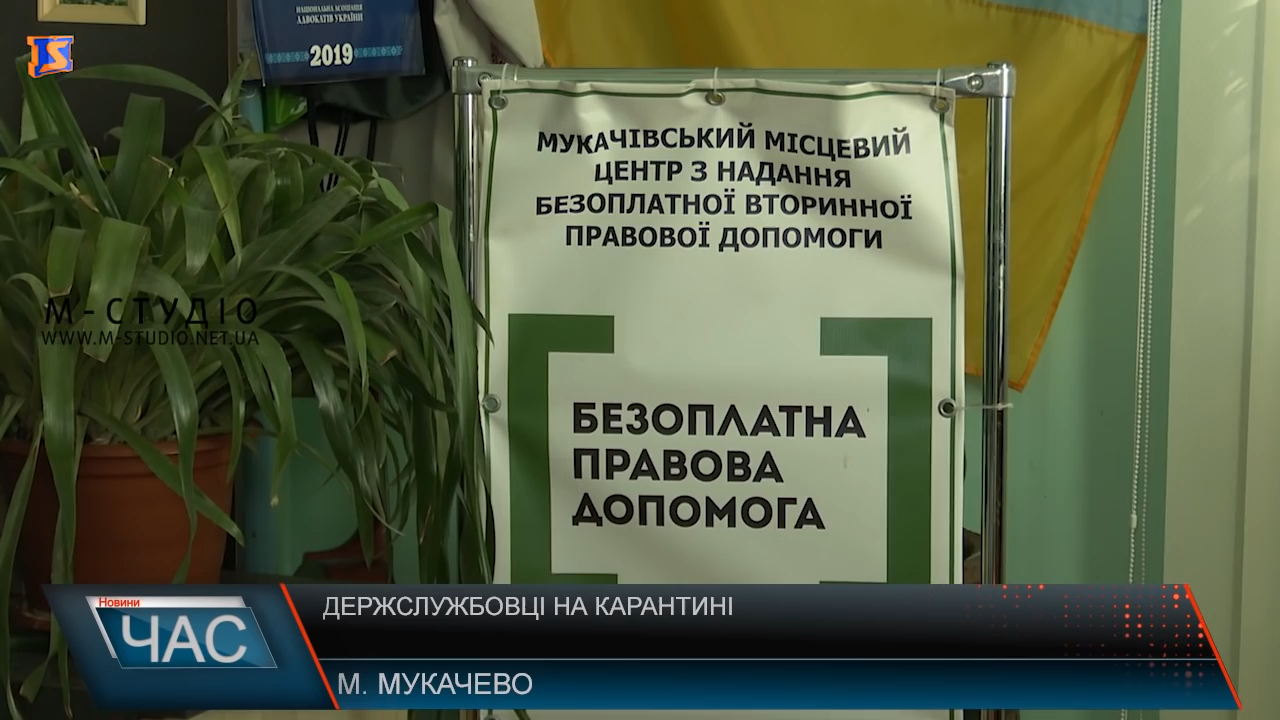 НАЦІОНАЛЬНА АСОЦІАЦІЯ
АДВОКАТІВ УКРАЇНИ
2019
IS
МУКАЧІВСЬКИЙ МІСЦЕВИЙ
ЦЕНТР З НАДАННЯ
БЕЗОПЛАТНОЇ ВТОРИННОЇ
ПРАВОВОЇ ДОПОМОГИ
М-СТУДІО
WWW.M-STUDIO.NET.UA
БЕЗОПЛАТНА
ПРАВОВА
ДОПОМОГА
Новини
ЧАС
ДЕРЖСЛУЖБОВЦІ НА КАРАНТИНІ
М. МУКАЧЕВО